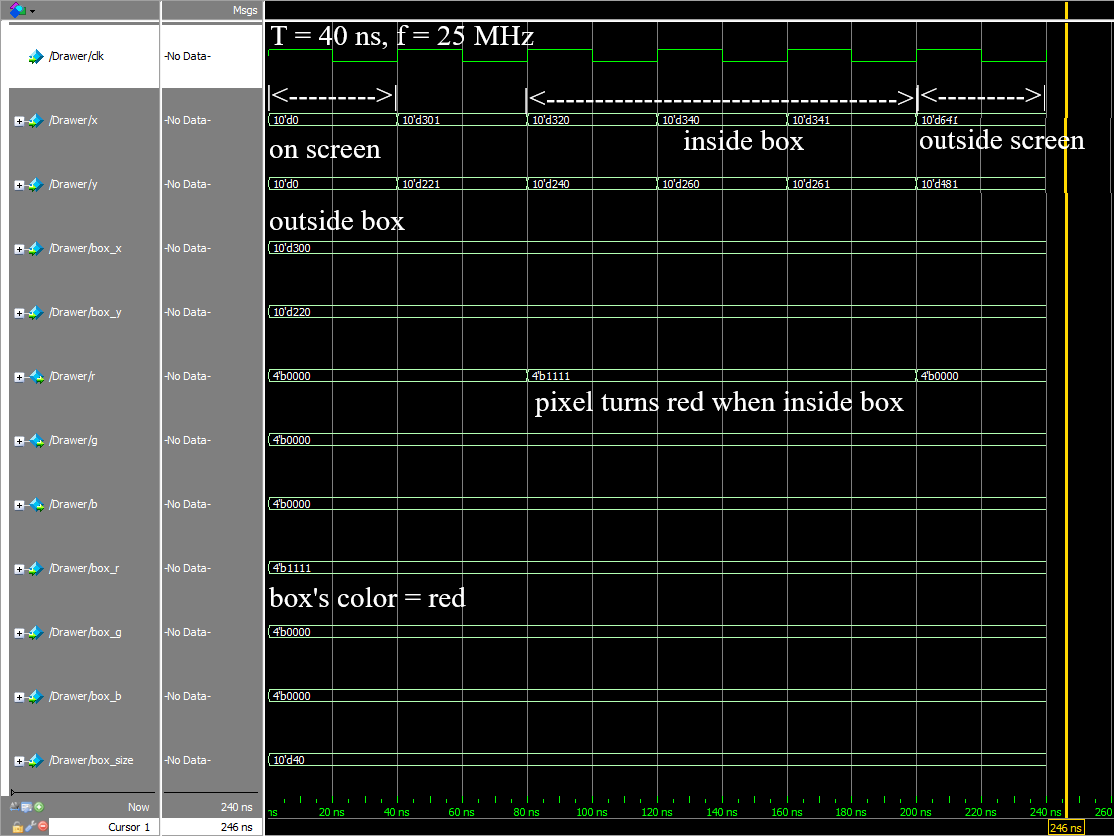 Msgs
T = 40 ns, f = 25 MHz
/Drawer/clk -No Data-
<------->
<-------------------------->
<------->
/Drawer/x -No Data- 10'd0 10'd301 10'd320 10'd340 10'd341 10'd641
on screen inside box outside screen
/Drawer/y -No Data- 10'd0 10'd221 10'd240 10'd260 10'd261 10'd481
outside box
/Drawer/box_x -No Data- 10'd300
/Drawer/box_y -No Data- 10'd220
/Drawer/r -No Data- 4'b0000 4'b1111 4'b0000
pixel turns red when inside box
/Drawer/g -No Data- 4'b0000
/Drawer/b -No Data- 4'b0000
/Drawer/box_r -No Data- 4'b1111
box's color = red
/Drawer/box_g -No Data- 4'b0000
/Drawer/box_b -No Data- 4'b0000
/Drawer/box_size -No Data- 10'd40
Now 240 ns ns 20 ns 40 ns 60 ns 80 ns 100 ns 120 ns 140 ns 160 ns 180 ns 200 ns 220 ns 240 ns 260
Cursor 1 246 ns 246 ns